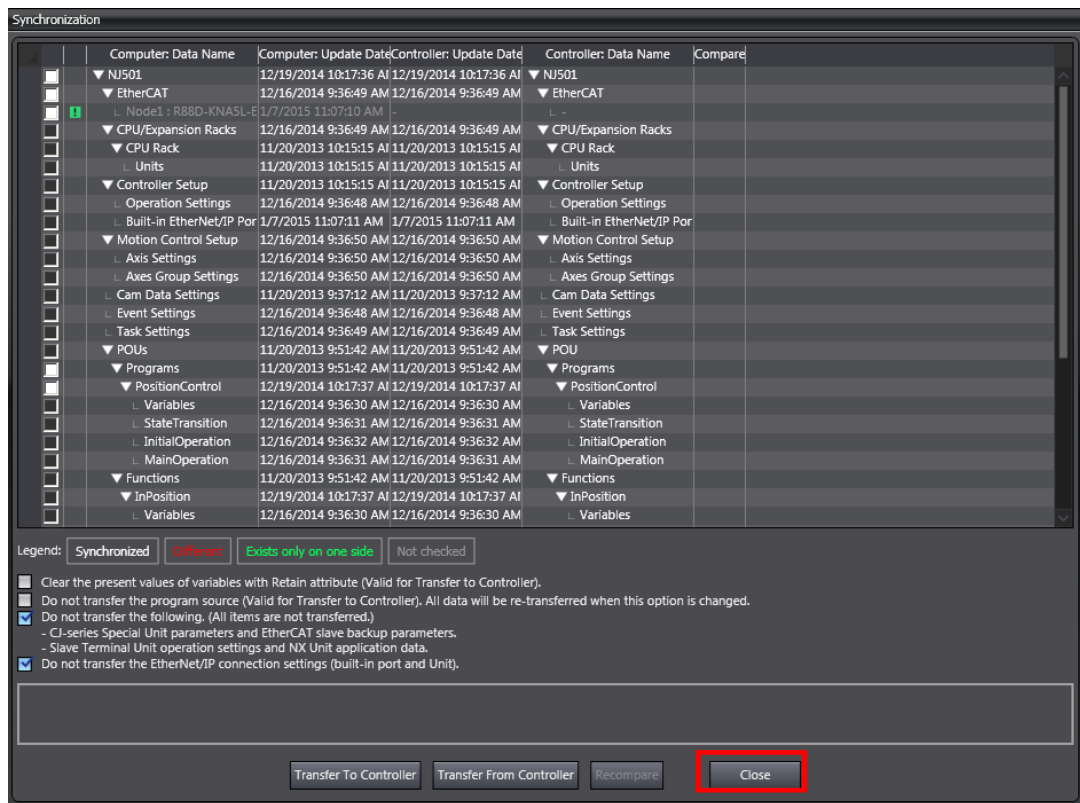 Synchronization
Computer: Data Name Computer: Update Date Controller: Update Date Controller: Data Name Compare
▼ NJ501 12/19/2014 10:17:36 AI 12/19/2014 10:17:36 AI ▼ NJ501
▼ EtherCAT 12/16/2014 9:36:49 AM 12/16/2014 9:36:49 AM ▼ EtherCAT
! ∟ Node1 : R88D-KNA5L-E 1/7/2015 11:07:10 AM - ∟ -
▼ CPU/Expansion Racks 12/16/2014 9:36:49 AM 12/16/2014 9:36:49 AM ▼ CPU/Expansion Racks
▼ CPU Rack 11/20/2013 10:15:15 AI 11/20/2013 10:15:15 AI ▼ CPU Rack
∟ Units 11/20/2013 10:15:15 AI 11/20/2013 10:15:15 AI ∟ Units
▼ Controller Setup 11/20/2013 10:15:15 AI 11/20/2013 10:15:15 AI ▼ Controller Setup
∟ Operation Settings 12/16/2014 9:36:48 AM 12/16/2014 9:36:48 AM ∟ Operation Settings
∟ Built-in EtherNet/IP Por 1/7/2015 11:07:11 AM 1/7/2015 11:07:11 AM ∟ Built-in EtherNet/IP Por
▼ Motion Control Setup 12/16/2014 9:36:50 AM 12/16/2014 9:36:50 AM ▼ Motion Control Setup
∟ Axis Settings 12/16/2014 9:36:50 AM 12/16/2014 9:36:50 AM ∟ Axis Settings
∟ Axes Group Settings 12/16/2014 9:36:50 AM 12/16/2014 9:36:50 AM ∟ Axes Group Settings
∟ Cam Data Settings 11/20/2013 9:37:12 AM 11/20/2013 9:37:12 AM ∟ Cam Data Settings
∟ Event Settings 12/16/2014 9:36:48 AM 12/16/2014 9:36:48 AM ∟ Event Settings
∟ Task Settings 12/16/2014 9:36:49 AM 12/16/2014 9:36:49 AM ∟ Task Settings
▼ POUs 11/20/2013 9:51:42 AM 11/20/2013 9:51:42 AM ▼ POU
▼ Programs 11/20/2013 9:51:42 AM 11/20/2013 9:51:42 AM ▼ Programs
▼ PositionControl 12/19/2014 10:17:37 AI 12/19/2014 10:17:37 AI ▼ PositionControl
∟ Variables 12/16/2014 9:36:30 AM 12/16/2014 9:36:30 AM ∟ Variables
∟ StateTransition 12/16/2014 9:36:31 AM 12/16/2014 9:36:31 AM ∟ StateTransition
∟ InitialOperation 12/16/2014 9:36:32 AM 12/16/2014 9:36:32 AM ∟ InitialOperation
∟ MainOperation 12/16/2014 9:36:31 AM 12/16/2014 9:36:31 AM ∟ MainOperation
▼ Functions 11/20/2013 9:51:42 AM 11/20/2013 9:51:42 AM ▼ Functions
▼ InPosition 12/19/2014 10:17:37 AI 12/19/2014 10:17:37 AI ▼ InPosition
∟ Variables 12/16/2014 9:36:30 AM 12/16/2014 9:36:30 AM ∟ Variables
Legend: Synchronized Different Exists only on one side Not checked
Clear the present values of variables with Retain attribute (Valid for Transfer to Controller).
Do not transfer the program source (Valid for Transfer to Controller). All data will be re-transferred when this option is changed.
Do not transfer the following. (All items are not transferred.)
- CJ-series Special Unit parameters and EtherCAT slave backup parameters.
- Slave Terminal Unit operation settings and NX Unit application data.
Do not transfer the EtherNet/IP connection settings (built-in port and Unit).
Transfer To Controller Transfer From Controller Recompare Close